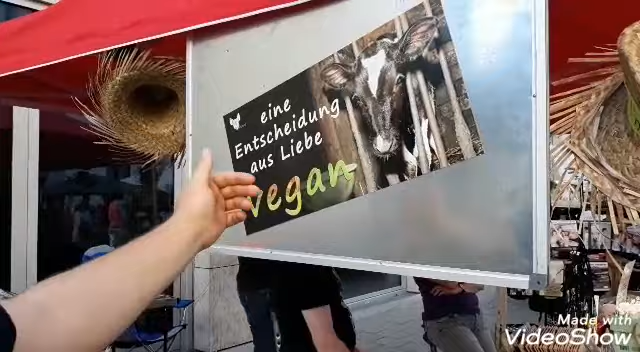 eine
Entscheidung
aus Liebe
vegan
Made with
VideoShow